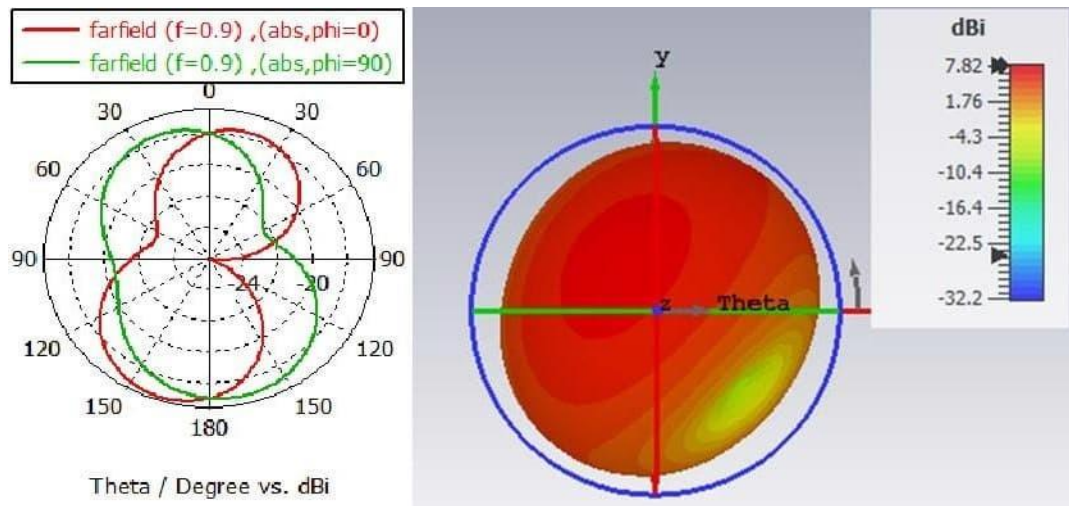 farfield (f=0.9) ,(abs,phi=0)
farfield (f=0.9) ,(abs,phi=90)
0
30 30
60 60
90 90
24 20
120 120
150 150
180
Theta / Degree vs. dBi
y
z Theta
dBi
7.82
1.76
-4.3
-10.4
-16.4
-22.5
-32.2